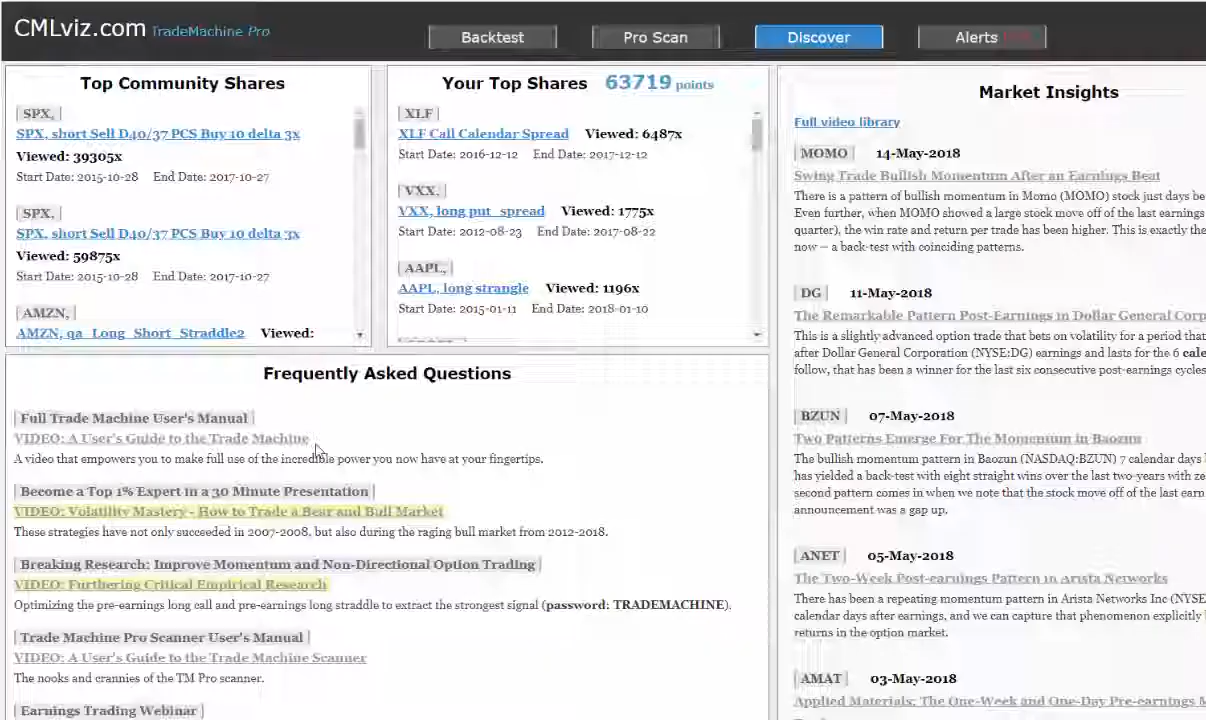 CMLviz.com TradeMachine Pro
Backtest
Pro Scan
Discover
Alerts
Top Community Shares
SPX,
SPX, short Sell D40/37 PCS Buy 10 delta 3x
Viewed: 39305x
Start Date: 2015-10-28 End Date: 2017-10-27
SPX,
SPX, short Sell D40/37 PCS Buy 10 delta 3x
Viewed: 59875x
Start Date: 2015-10-28 End Date: 2017-10-27
AMZN,
AMZN, qa_Long_Short_Straddle2 Viewed:
Your Top Shares 63719 points
XLF
XLF Call Calendar Spread Viewed: 6487x
Start Date: 2016-12-12 End Date: 2017-12-12
VXX,
VXX, long put_spread Viewed: 1775x
Start Date: 2012-08-23 End Date: 2017-08-22
AAPL,
AAPL, long strangle Viewed: 1196x
Start Date: 2015-01-11 End Date: 2018-01-10
Frequently Asked Questions
Full Trade Machine User's Manual
VIDEO: A User's Guide to the Trade Machine
A video that empowers you to make full use of the incredible power you now have at your fingertips.
Become a Top 1% Expert in a 30 Minute Presentation
VIDEO: Volatility Mastery - How to Trade a Bear and Bull Market
These strategies have not only succeeded in 2007-2008, but also during the raging bull market from 2012-2018.
Breaking Research: Improve Momentum and Non-Directional Option Trading
VIDEO: Furthering Critical Empirical Research
Optimizing the pre-earnings long call and pre-earnings long straddle to extract the strongest signal (password: TRADEMACHINE).
Trade Machine Pro Scanner User's Manual
VIDEO: A User's Guide to the Trade Machine Scanner
The nooks and crannies of the TM Pro scanner.
Earnings Trading Webinar
Market Insights
Full video library
MOMO 14-May-2018
Swing Trade Bullish Momentum After an Earnings Beat
There is a pattern of bullish momentum in Momo (MOMO) stock just days be
Even further, when MOMO showed a large stock move off of the last earnings
quarter), the win rate and return per trade has been higher. This is exactly the
now – a back-test with coinciding patterns.
DG 11-May-2018
The Remarkable Pattern Post-Earnings in Dollar General Corp
This is a slightly advanced option trade that bets on volatility for a period that
after Dollar General Corporation (NYSE:DG) earnings and lasts for the 6 cale
follow, that has been a winner for the last six consecutive post-earnings cycles
BZUN 07-May-2018
Two Patterns Emerge For The Momentum in Baozun
The bullish momentum pattern in Baozun (NASDAQ:BZUN) 7 calendar days
has yielded a back-test with eight straight wins over the last two-years with ze
second pattern comes in when we note that the stock move off of the last earn
announcement was a gap up.
ANET 05-May-2018
The Two-Week Post-earnings Pattern in Arista Networks
There has been a repeating momentum pattern in Arista Networks Inc (NYSE
calendar days after earnings, and we can capture that phenomenon explicitly
returns in the option market.
AMAT 03-May-2018
Applied Materials: The One-Week and One-Day Pre-earnings M